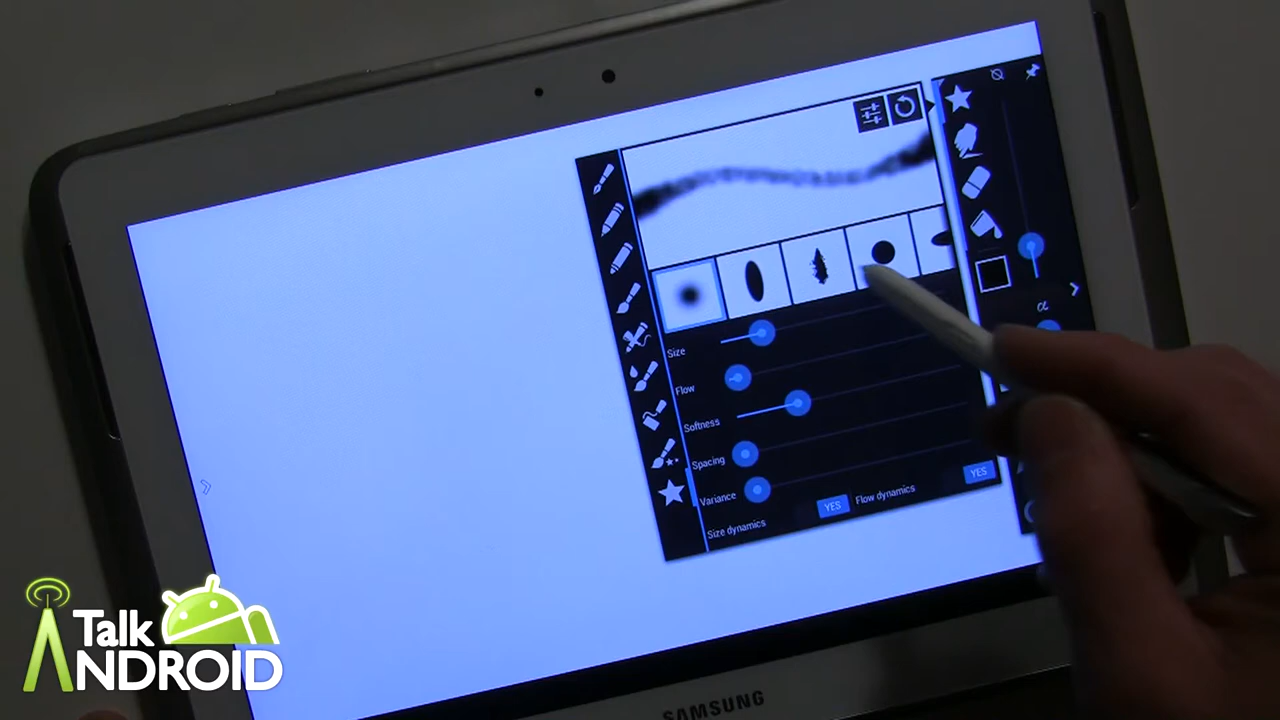 Size
Flow
Softness
Spacing
Variance
Size dynamics YES Flow dynamics YES
α
Talk
ANDROID
SAMSUNG